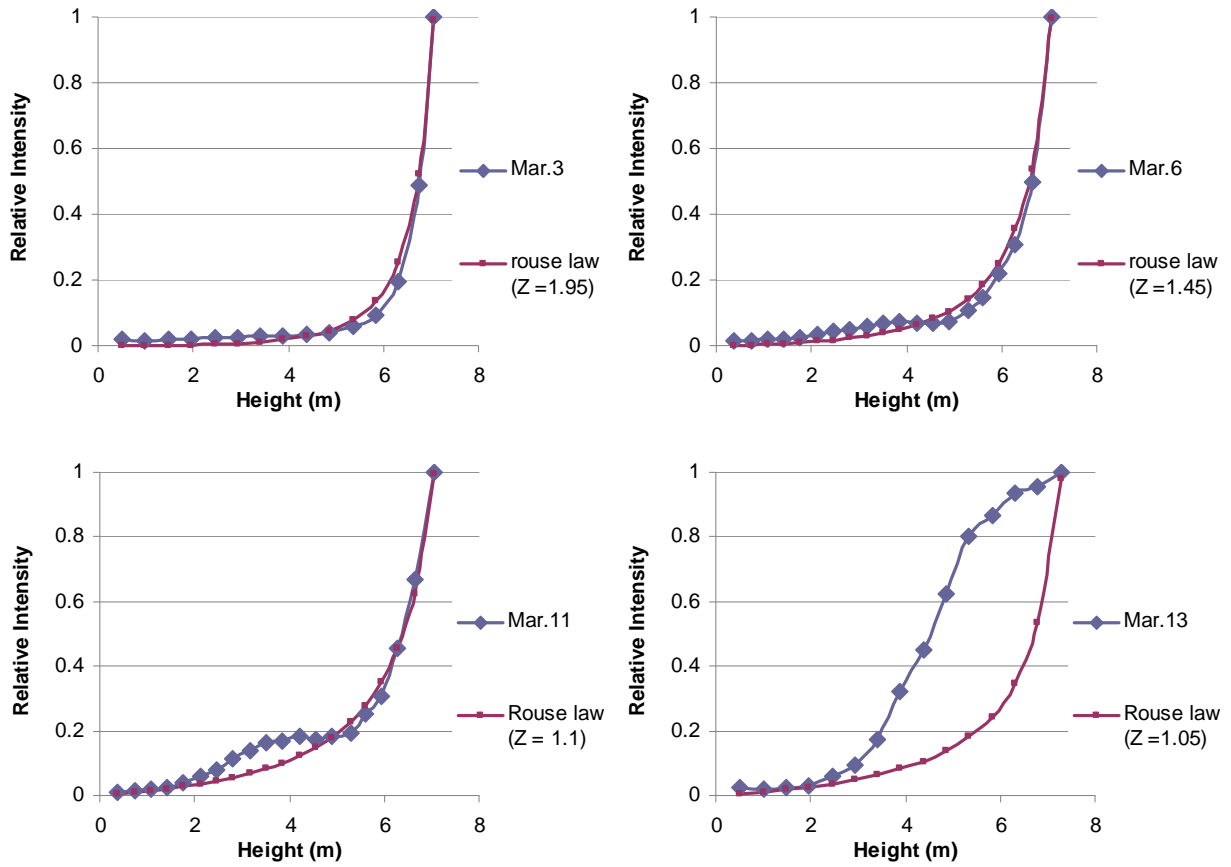 1
0.8
0.6
0.4
0.2
0
Relative Intensity
0 2 4 6 8
Height (m)
Mar.3
rouse law
(Z =1.95)
1
0.8
0.6
0.4
0.2
0
Relative Intensity
0 2 4 6 8
Height (m)
Mar.6
rouse law
(Z =1.45)
1
0.8
0.6
0.4
0.2
0
Relative Intensity
0 2 4 6 8
Height (m)
Mar.11
Rouse law
(Z = 1.1)
1
0.8
0.6
0.4
0.2
0
Relative Intensity
0 2 4 6 8
Height (m)
Mar.13
Rouse law
(Z =1.05)